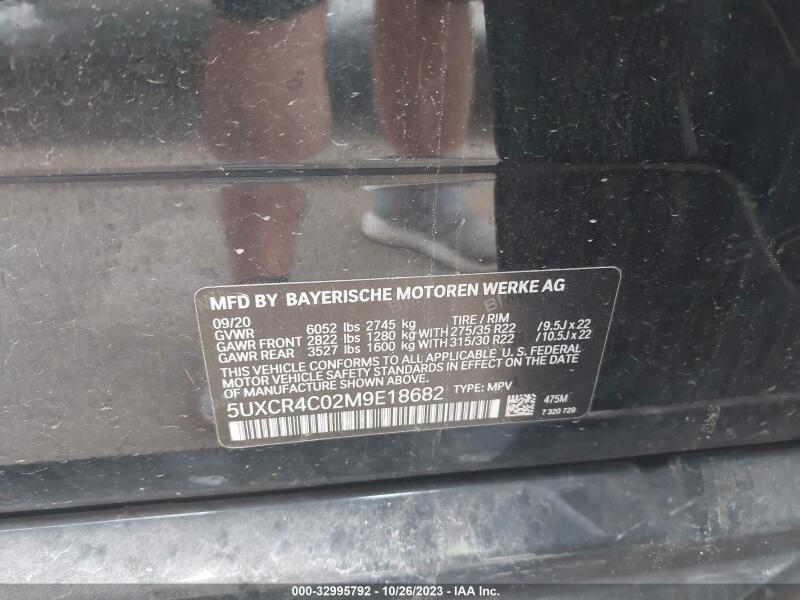 MFD BY BAYERISCHE MOTOREN WERKE AG
09/20 TIRE / RIM
GVWR 6052 lbs 2745 kg
GAWR FRONT 2822 lbs 1280 kg WITH 275/35 R22 /9.5J x 22
GAWR REAR 3527 lbs 1600 kg WITH 315/30 R22 /10.5J x 22
THIS VEHICLE CONFORMS TO ALL APPLICABLE U. S. FEDERAL
MOTOR VEHICLE SAFETY STANDARDS IN EFFECT ON THE DATE
OF MANUFACTURE SHOWN ABOVE.
5UXCR4C02M9E18682 TYPE: MPV
475M
7 320 729
000-32995792 - 10/26/2023 - IAA Inc.